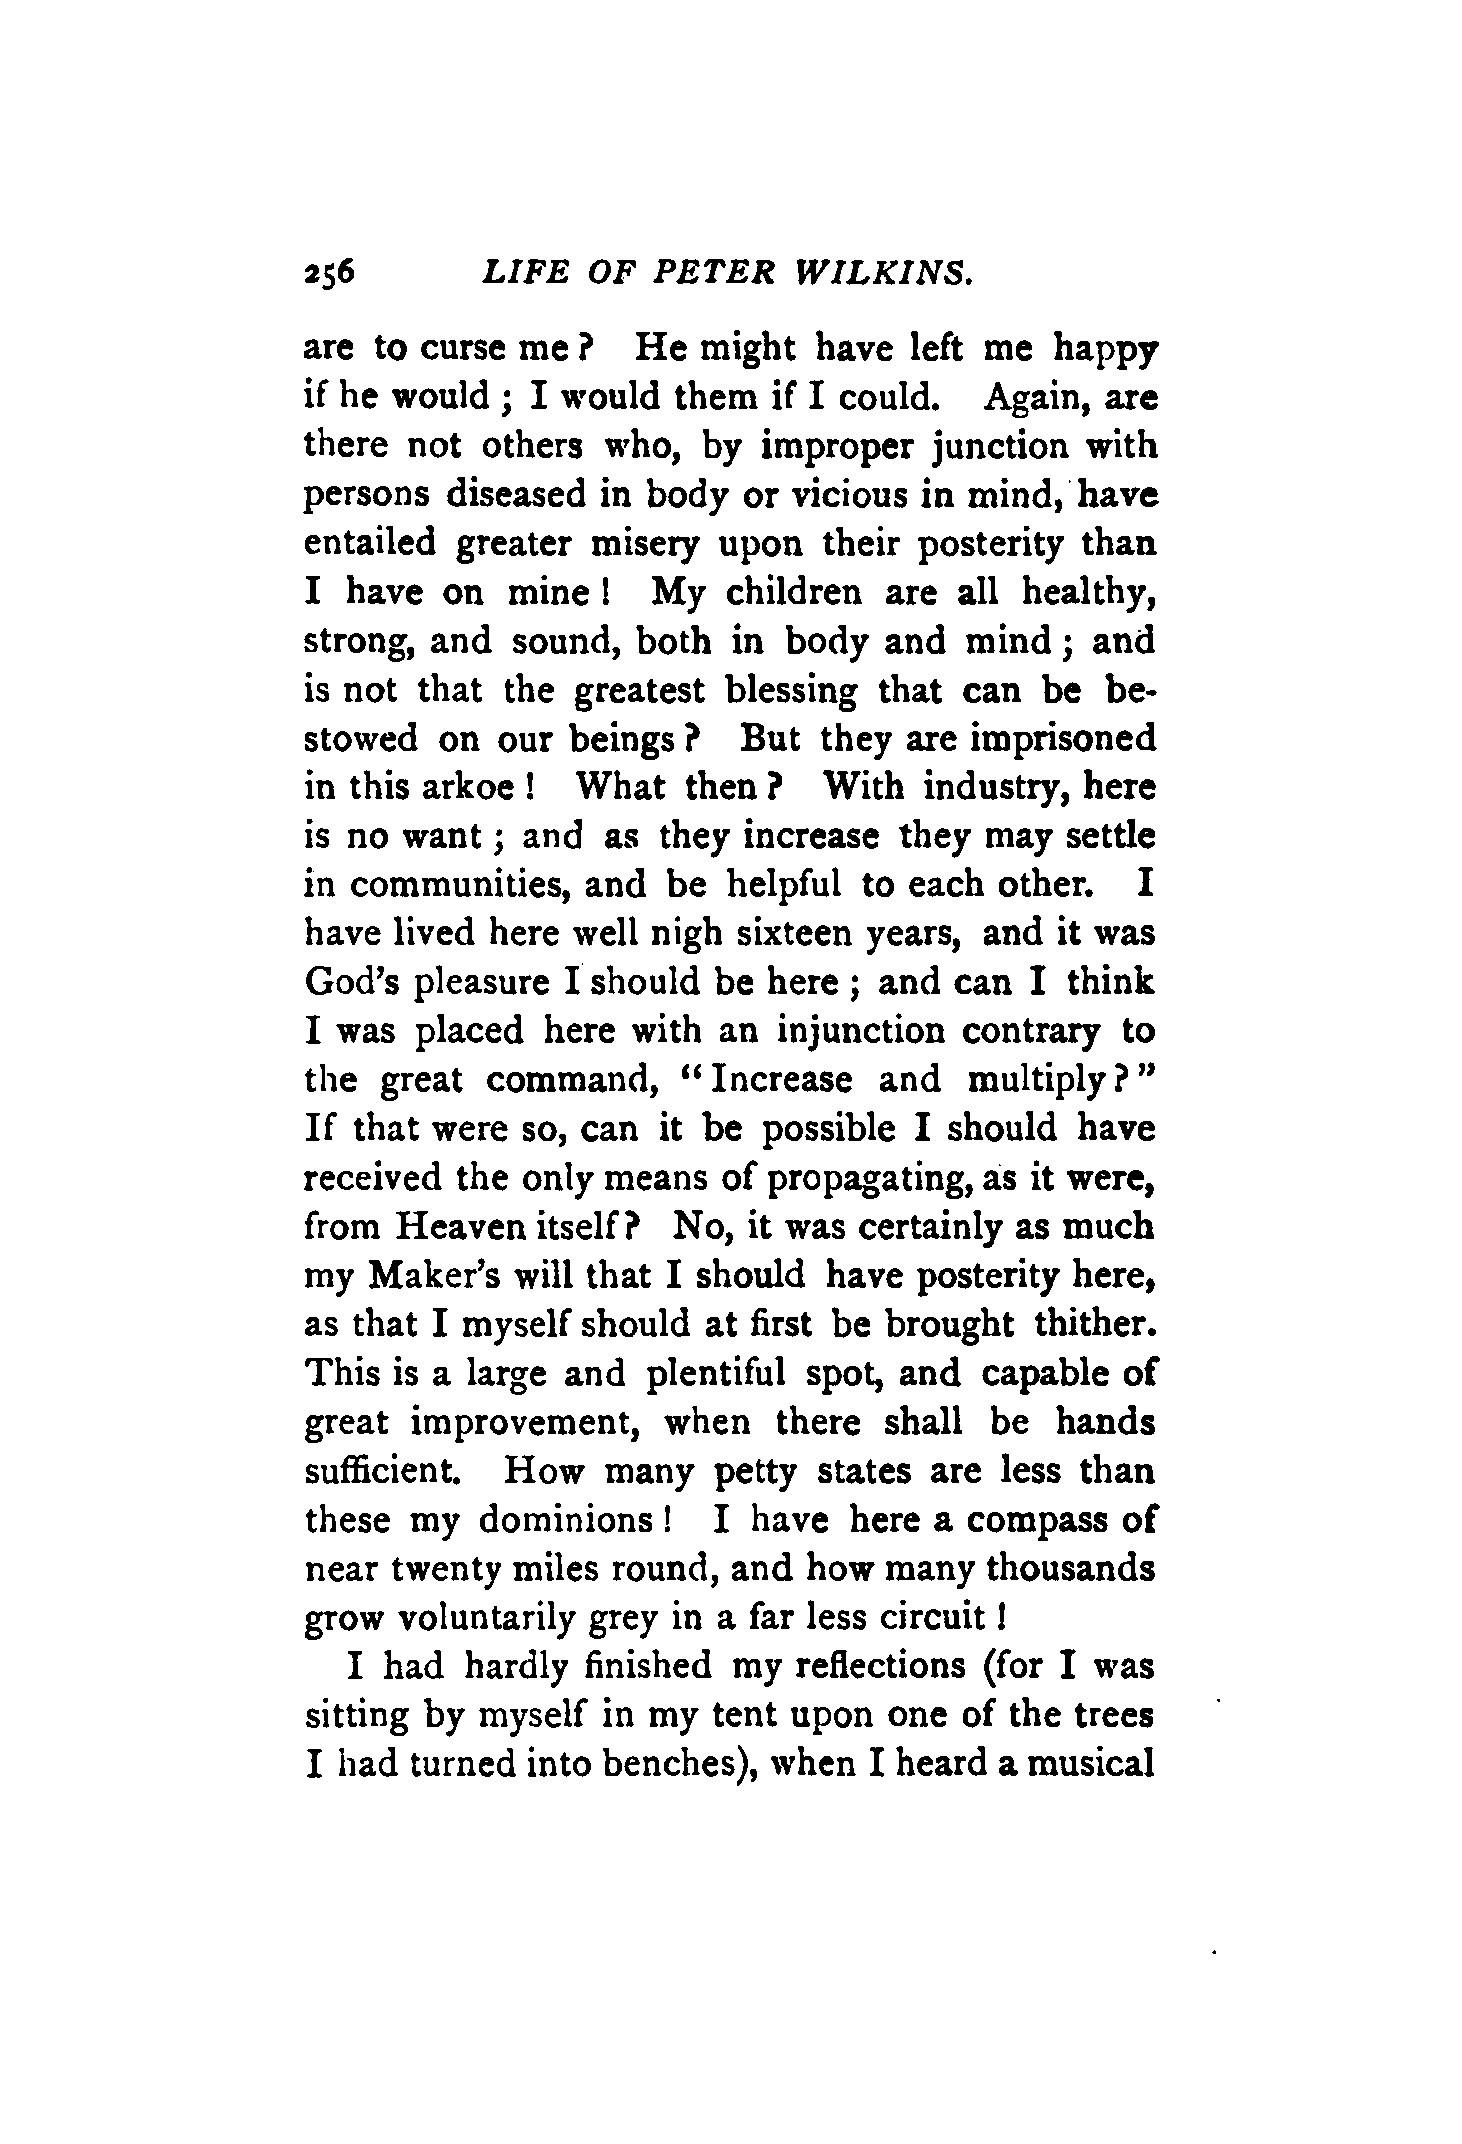 256 LIFE OF PETER WILKINS.
are to curse me? He might have left me happy
if he would; I would them if I could. Again, are
there not others who, by improper junction with
persons diseased in body or vicious in mind, have
entailed greater misery upon their posterity than
I have on mine! My children are all healthy,
strong, and sound, both in body and mind; and
is not that the greatest blessing that can be be-
stowed on our beings? But they are imprisoned
in this arkoe! What then? With industry, here
is no want; and as they increase they may settle
in communities, and be helpful to each other. I
have lived here well nigh sixteen years, and it was
God's pleasure I should be here; and can I think
I was placed here with an injunction contrary to
the great command, "Increase and multiply?"
If that were so, can it be possible I should have
received the only means of propagating, as it were,
from Heaven itself? No, it was certainly as much
my Maker's will that I should have posterity here,
as that I myself should at first be brought thither.
This is a large and plentiful spot, and capable of
great improvement, when there shall be hands
sufficient. How many petty states are less than
these my dominions! I have here a compass of
near twenty miles round, and how many thousands
grow voluntarily grey in a far less circuit!
I had hardly finished my reflections (for I was
sitting by myself in my tent upon one of the trees
I had turned into benches), when I heard a musical